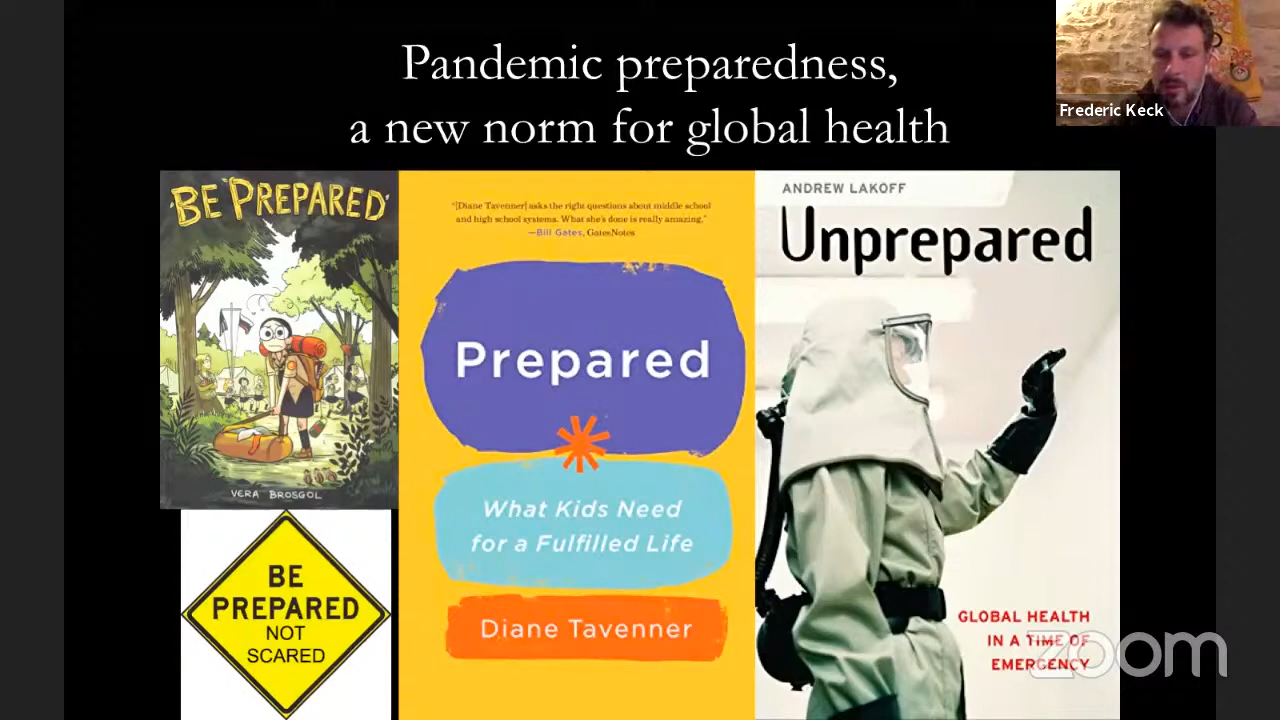 Pandemic preparedness,
a new norm for global health
Frederic Keck
BE PREPARED
VERA BROSGOL
BE
PREPARED
NOT
SCARED
"[Diane Tavenner] asks the right questions about middle school
and high school systems. What she's done is really amazing."
—Bill Gates, GatesNotes
Prepared
What Kids Need
for a Fulfilled Life
Diane Tavenner
ANDREW LAKOFF
Unprepared
GLOBAL HEALTH
IN A TIME OF
EMERGENCY
zoom